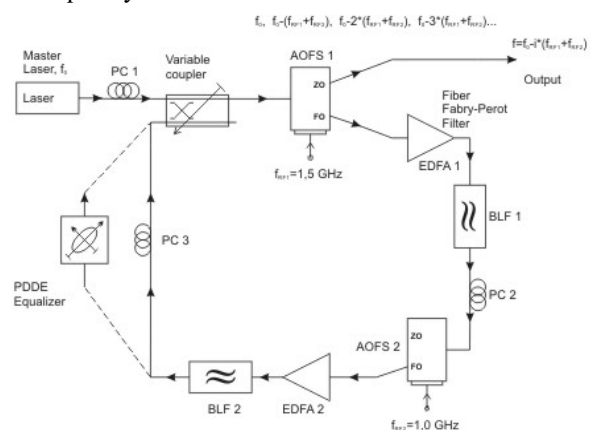 f₀, f₀-(fRF1+fRF2), f₀-2*(fRF1+fRF2), f₀-3*(fRF1+fRF2)...
f=f₀-i*(fRF1+fRF2)
Output
Master
Laser, f₀
Laser
PC 1
Variable
coupler
AOFS 1
ZO
FO
fRF1=1,5 GHz
Fiber
Fabry-Perot
Filter
EDFA 1
BLF 1
PC 2
PC 3
PDDE
Equalizer
AOFS 2
ZO
FO
BLF 2
EDFA 2
fRF2=1,0 GHz